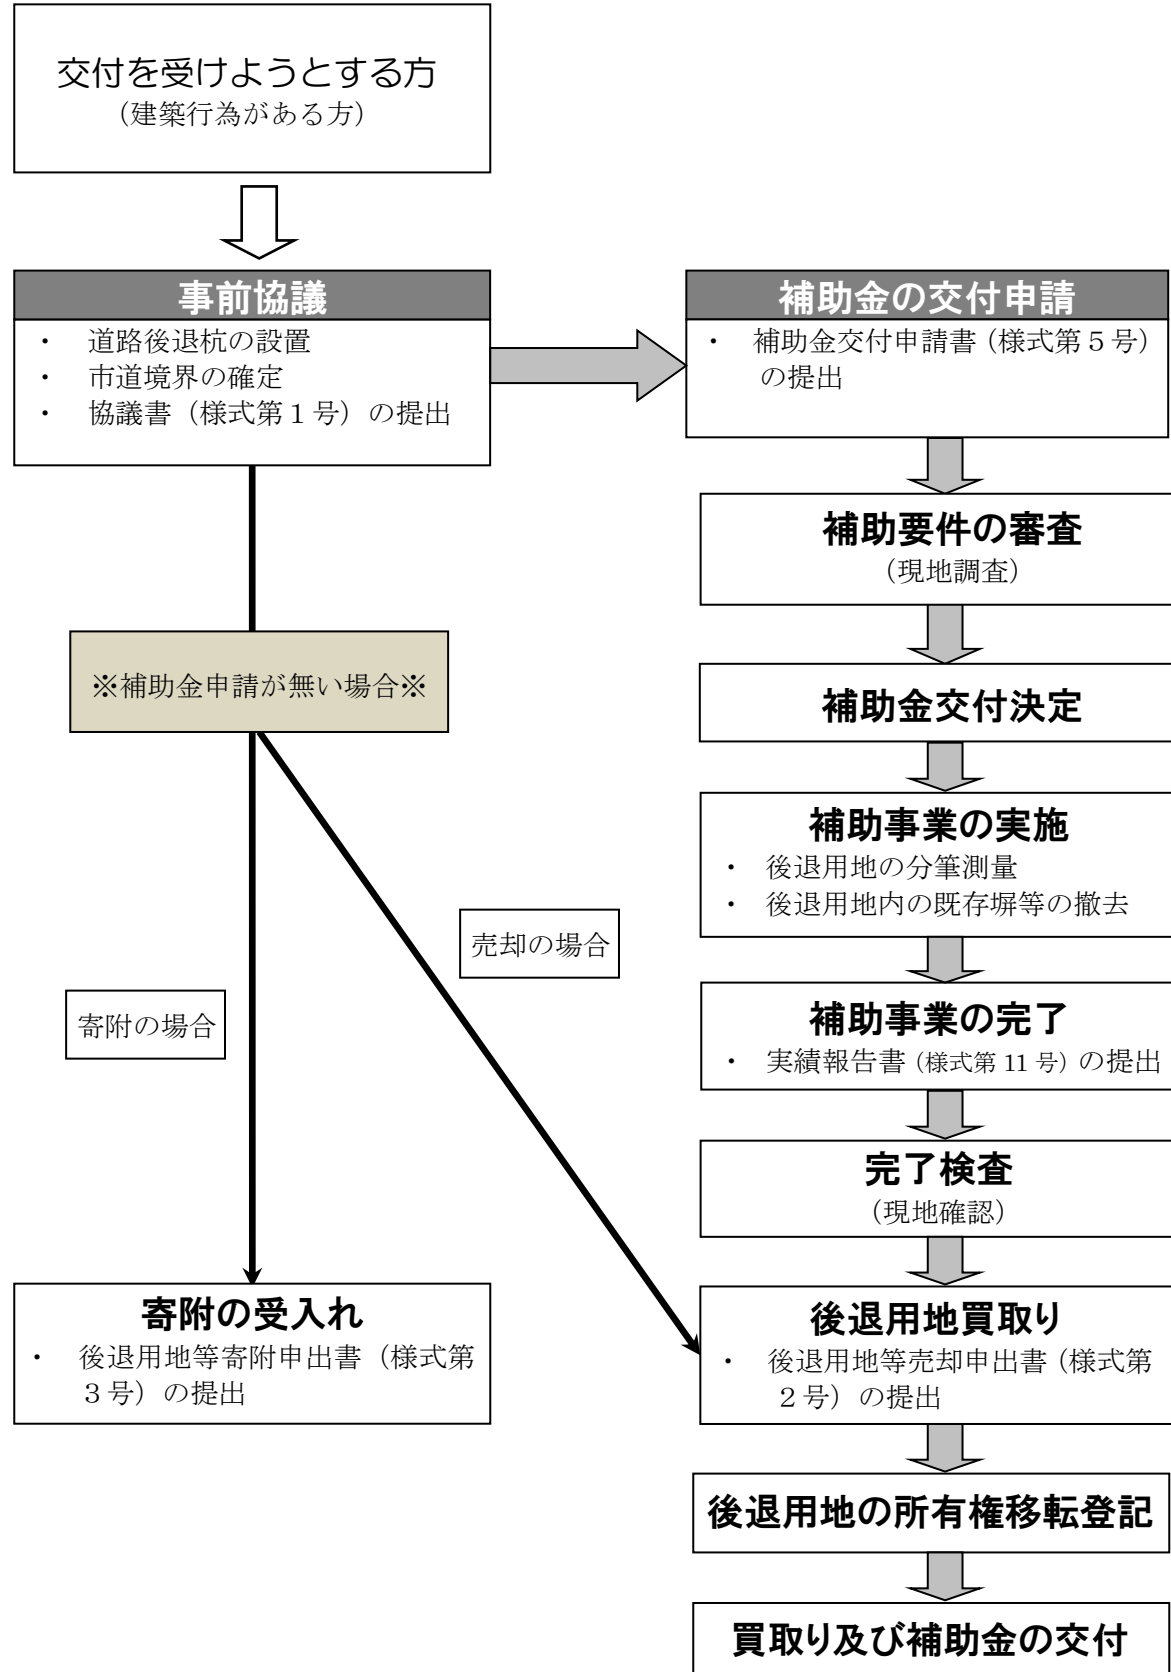 交付を受けようとする方
（建築行為がある方）
事前協議
・ 道路後退杭の設置
・ 市道境界の確定
・ 協議書（様式第１号）の提出
補助金の交付申請
・ 補助金交付申請書（様式第５号）
の提出
補助要件の審査
（現地調査）
※補助金申請が無い場合※
補助金交付決定
補助事業の実施
・ 後退用地の分筆測量
・ 後退用地内の既存塀等の撤去
売却の場合
寄附の場合
補助事業の完了
・ 実績報告書（様式第 11 号）の提出
完了検査
（現地確認）
寄附の受入れ
・ 後退用地等寄附申出書（様式第
３号）の提出
後退用地買取り
・ 後退用地等売却申出書（様式第
２号）の提出
後退用地の所有権移転登記
買取り及び補助金の交付